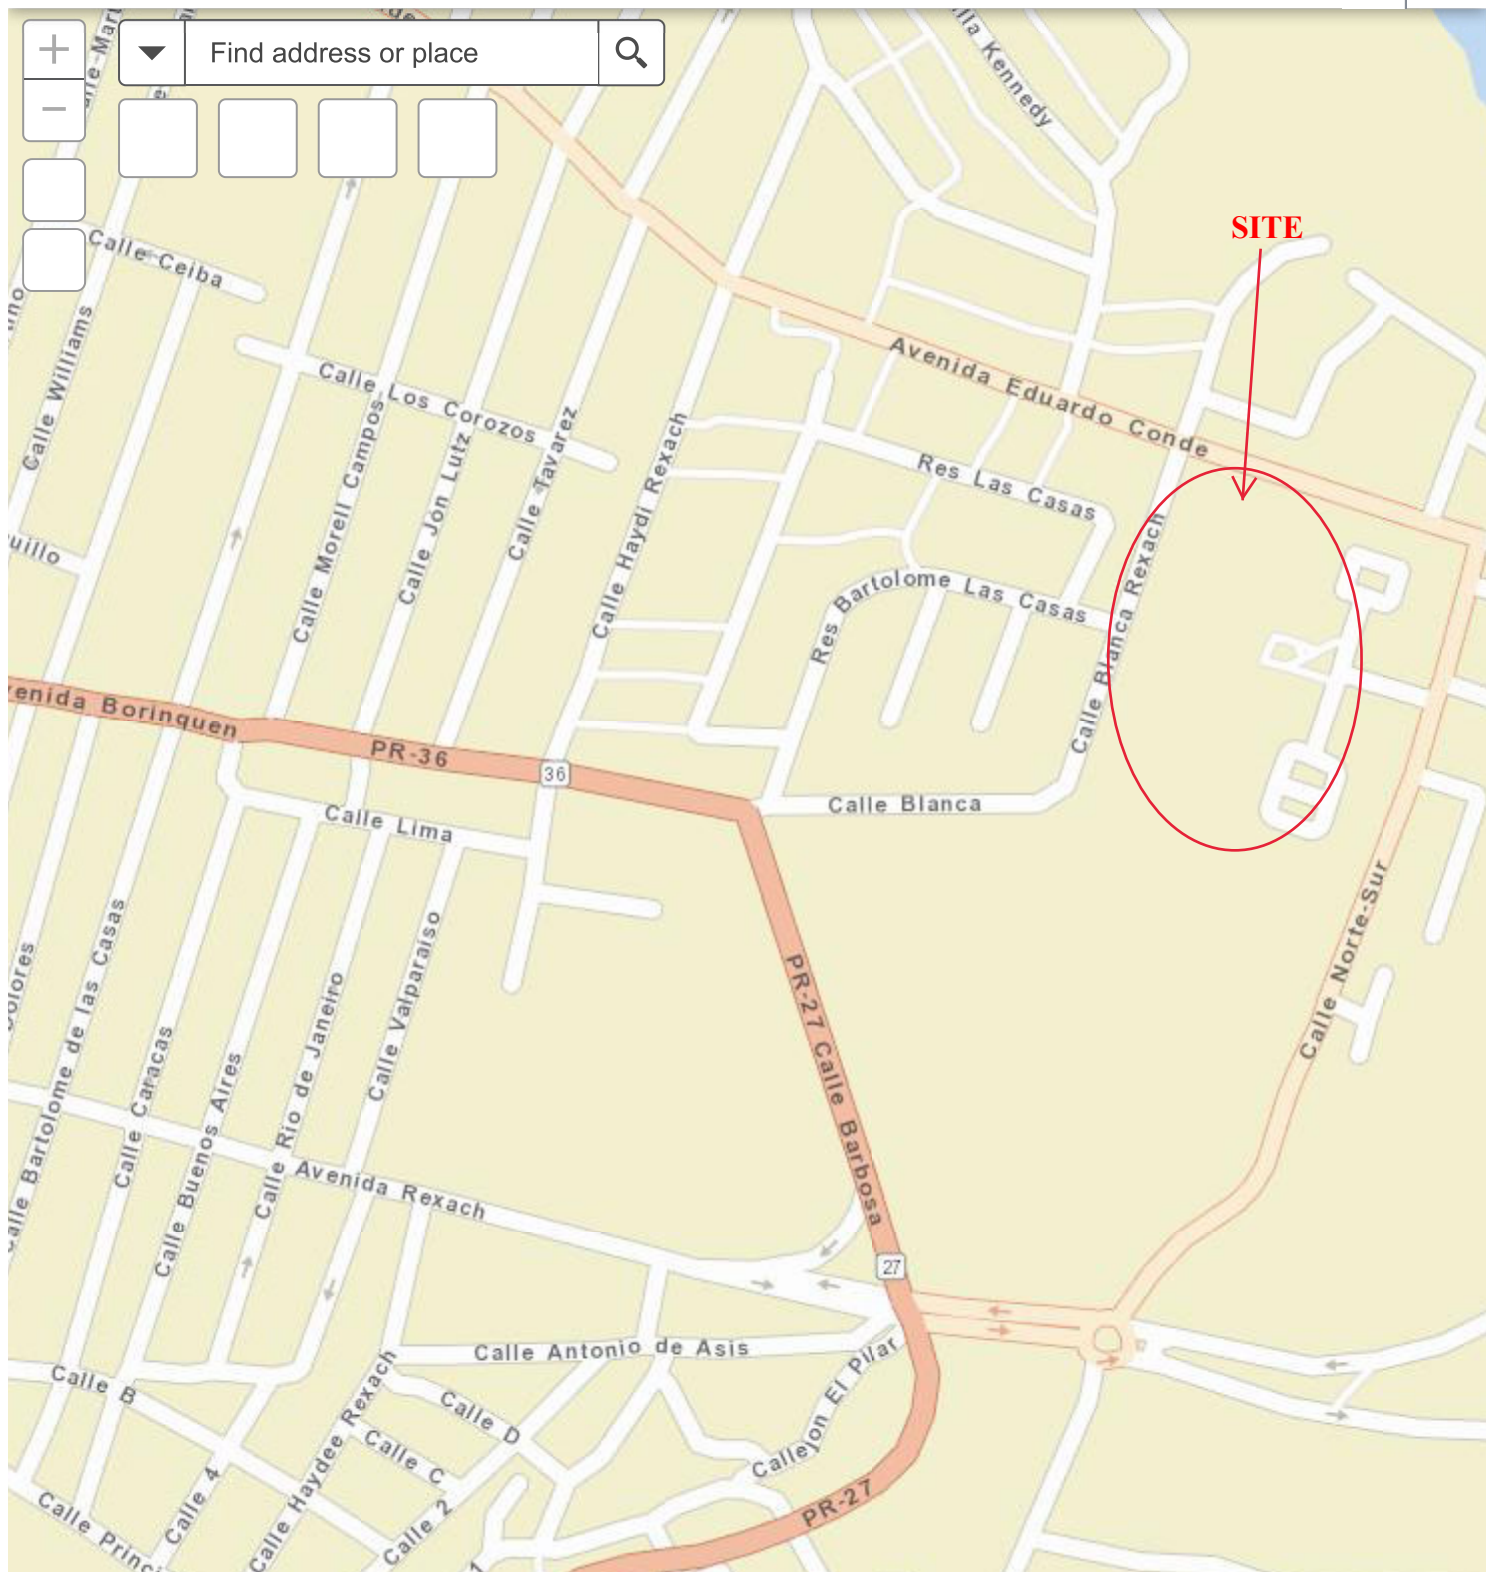 Find address or place
SITE
Calle Ceiba
Calle Williams
Calle Los Corozos
Calle Morell Campos
Calle Jon Lutz
Calle Tavarez
Calle Haydi Rexach
Avenida Eduardo Conde
Res Las Casas
Res Bartolome Las Casas
Calle Blanca Rexach
Calle Blanca
Borinquen
PR-36
36
Calle Lima
Calle Norte-Sur
PR-27 Calle Barbosa
Calle Valparaiso
Calle Rio de Janeiro
Calle Buenos Aires
Calle Caracas
Bartolome de las Casas
Avenida Rexach
27
Calle Antonio de Asis
Callejon El Pilar
Calle B
Calle D
Calle C
Calle 4
Calle 2
Calle Haydee Rexach
Calle
PR-27
Kennedy